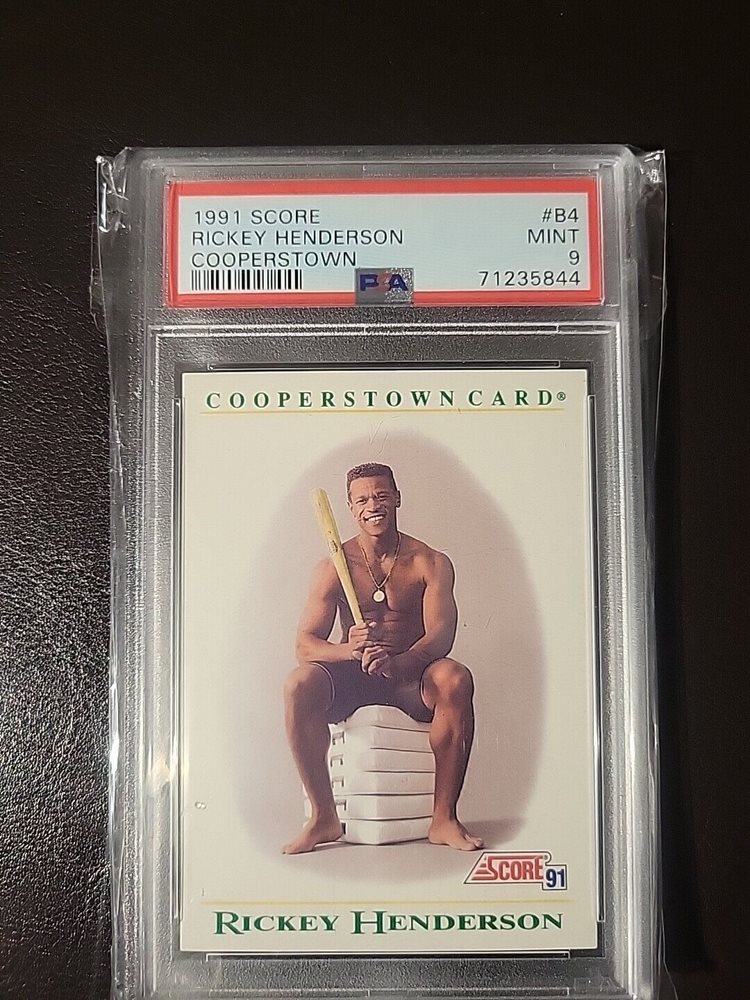 1991 SCORE #B4
RICKEY HENDERSON MINT
COOPERSTOWN 9
PSA 71235844
COOPERSTOWN CARD®
SCORE® 91
RICKEY HENDERSON